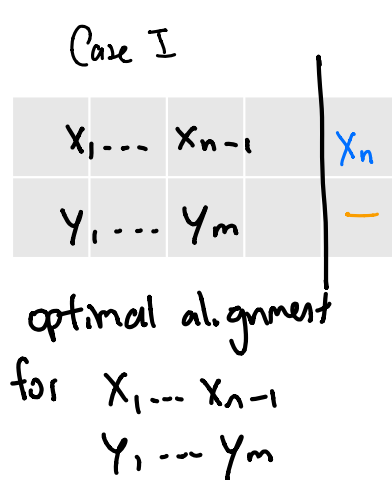 Case I
X₁ --- Xn-1 Xn
Y₁ --- Ym —
optimal alignment
for X₁ --- Xn-1
Y₁ --- Ym